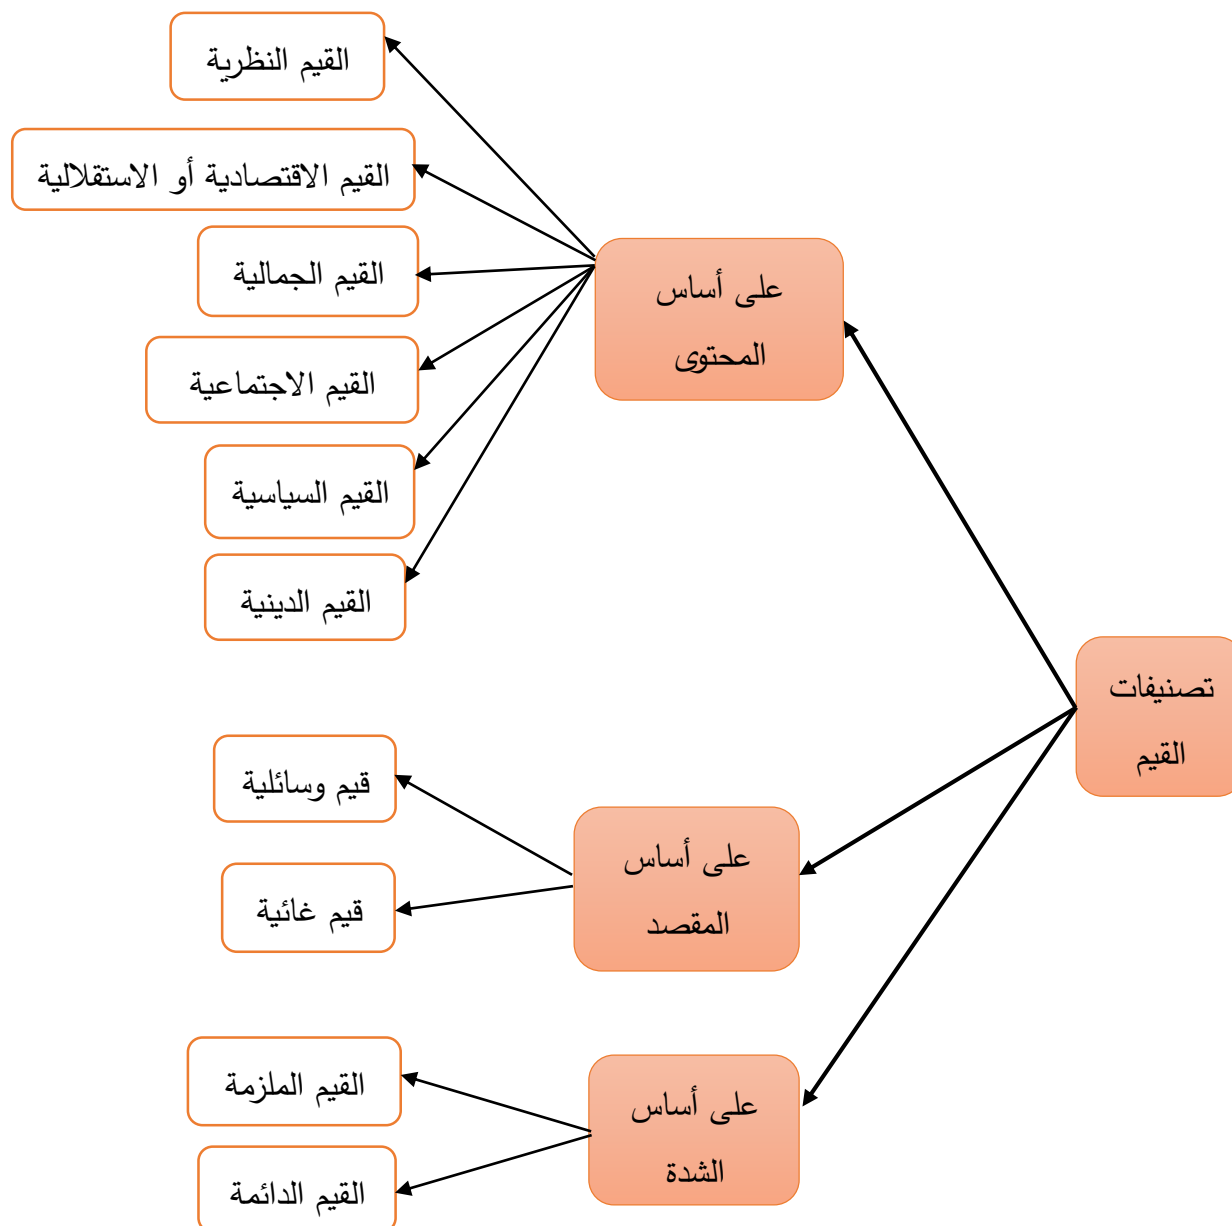 تصنيفات
القيم
على أساس
المحتوى
القيم النظرية
القيم الاقتصادية أو الاستقلالية
القيم الجمالية
القيم الاجتماعية
القيم السياسية
القيم الدينية
على أساس
المقصد
قيم وسائلية
قيم غائية
على أساس
الشدة
القيم الملزمة
القيم الدائمة